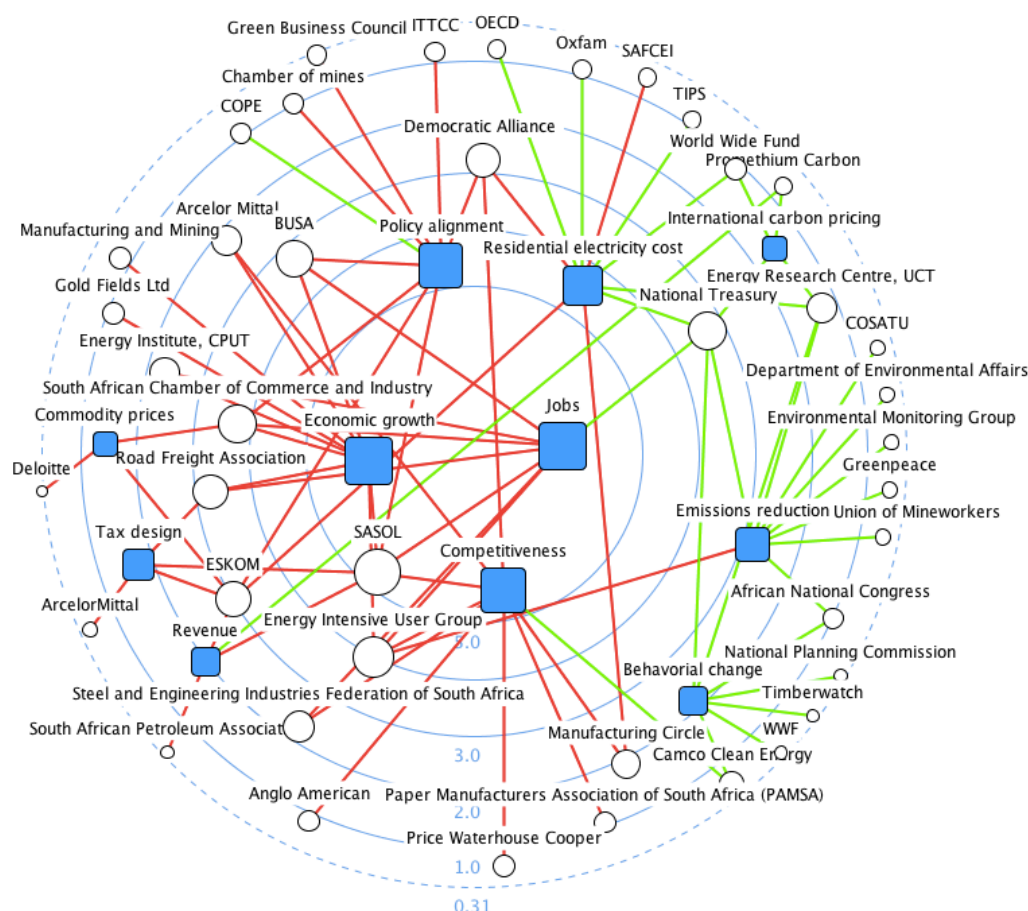 OECD
Green Business Council
ITTCC
Oxfam
SAFCEI
Chamber of mines
TIPS
COPE
Democratic Alliance
World Wide Fund
Promethium Carbon
Arcelor Mittal
International carbon pricing
BUSA
Policy alignment
Manufacturing and Mining
Residential electricity cost
Energy Research Centre, UCT
Gold Fields Ltd
National Treasury
COSATU
Energy Institute, CPUT
Department of Environmental Affairs
South African Chamber of Commerce and Industry
Jobs
Commodity prices
Economic growth
Environmental Monitoring Group
Road Freight Association
Deloitte
Greenpeace
Emissions reduction
Union of Mineworkers
Tax design
SASOL
Competitiveness
ESKOM
African National Congress
ArcelorMittal
Energy Intensive User Group
Revenue
5.0
National Planning Commission
Behavorial change
Steel and Engineering Industries Federation of South Africa
Timberwatch
South African Petroleum Associat
WWF
Manufacturing Circle
3.0
Camco Clean Energy
Anglo American
Paper Manufacturers Association of South Africa (PAMSA)
2.0
Price Waterhouse Cooper
1.0
0.31